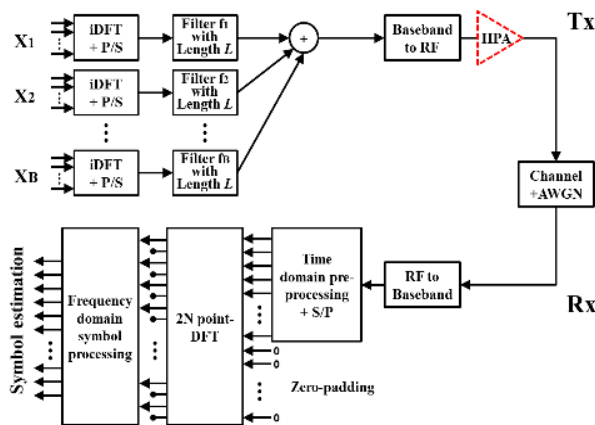 X1
iDFT
+ P/S
Filter f1
with
Length L
+
Baseband
to RF
HPA
Tx
X2
iDFT
+ P/S
Filter f2
with
Length L
XB
iDFT
+ P/S
Filter fB
with
Length L
Channel
+AWGN
Symbol estimation
Frequency
domain
symbol
processing
2N point-
DFT
Time
domain pre-
processing
+ S/P
RF to
Baseband
Rx
0
0
Zero-padding
0